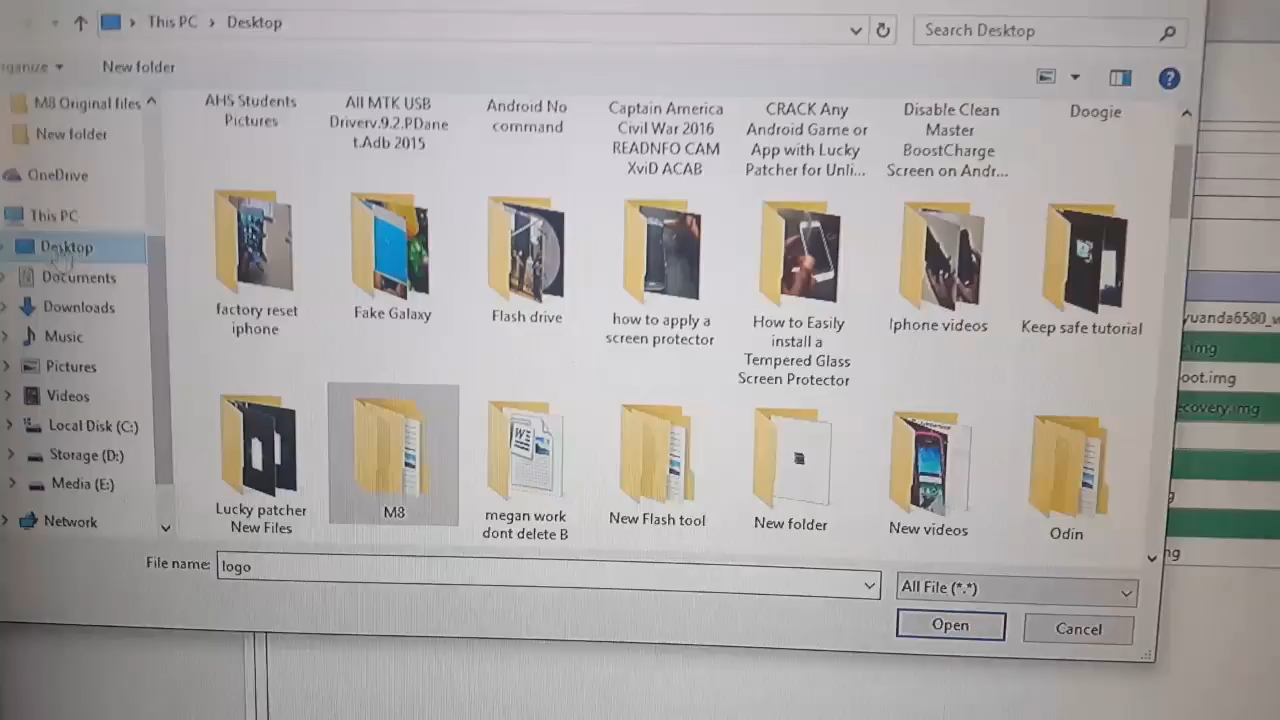 This PC > Desktop
Search Desktop
New folder
M8 Original files
New folder
OneDrive
This PC
Desktop
Documents
Downloads
Music
Pictures
Videos
Local Disk (C:)
Storage (D:)
Media (E:)
Network
AHS Students
Pictures
All MTK USB
Driverv.9.2.PDane
t.Adb 2015
Android No
command
Captain America
Civil War 2016
READNFO CAM
XviD ACAB
CRACK Any
Android Game or
App with Lucky
Patcher for Unli...
Disable Clean
Master
BoostCharge
Screen on Andr...
Doogie
factory reset
iphone
Fake Galaxy
Flash drive
how to apply a
screen protector
How to Easily
install a
Tempered Glass
Screen Protector
Iphone videos
Keep safe tutorial
Lucky patcher
New Files
M8
megan work
dont delete B
New Flash tool
New folder
New videos
Odin
File name: logo
All File (*.*)
Open
Cancel
yuanda6580_w
.img
oot.img
ecovery.img